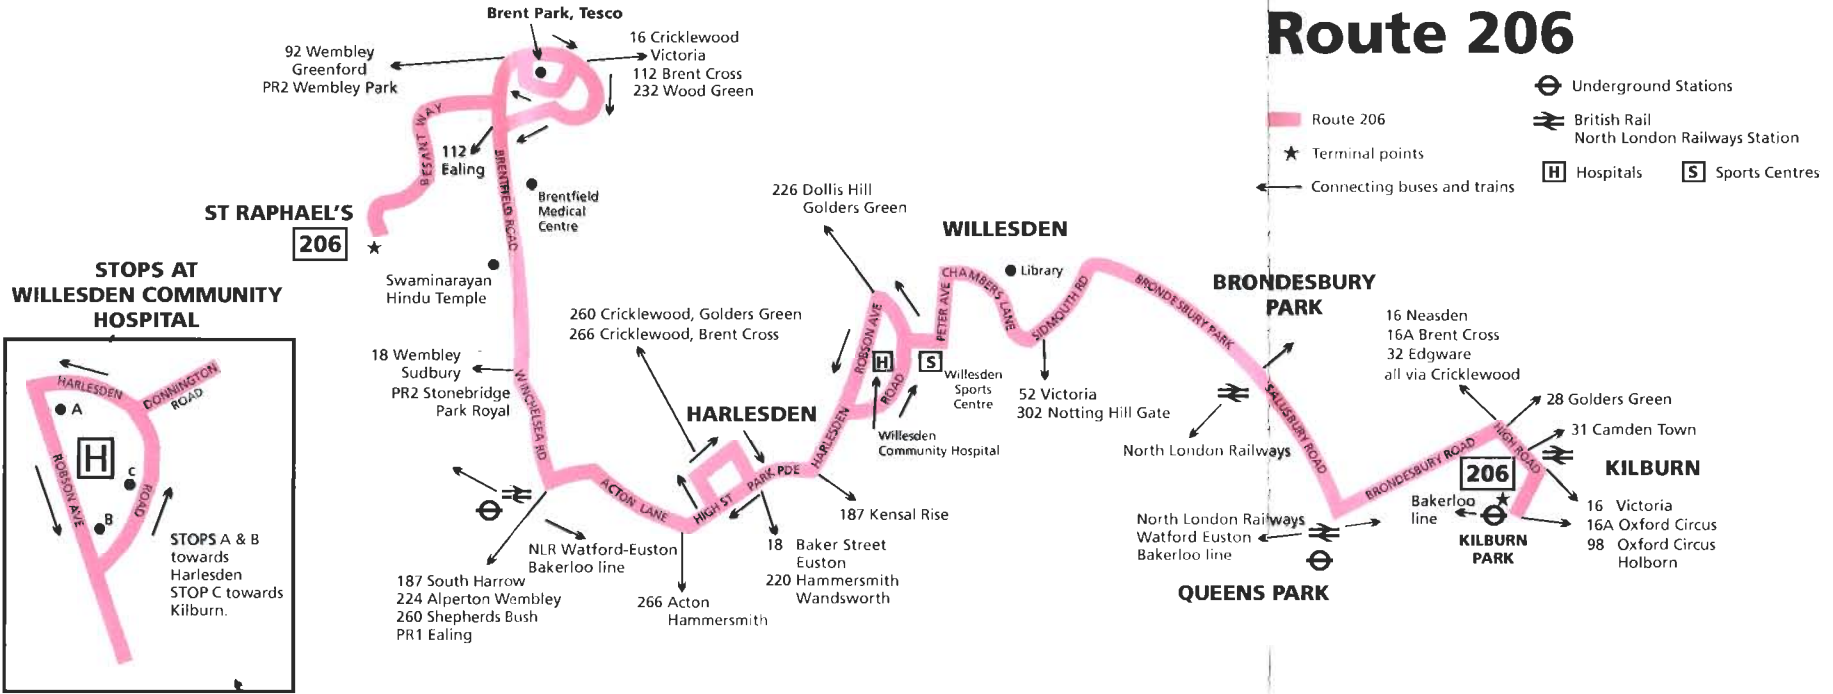 Route 206
Underground Stations
British Rail
North London Railways Station
H Hospitals
S Sports Centres
Route 206
Terminal points
Connecting buses and trains
Brent Park, Tesco
92 Wembley
Greenford
PR2 Wembley Park
16 Cricklewood
Victoria
112 Brent Cross
232 Wood Green
BESANT WAY
112
Ealing
BRENTFIELD ROAD
Brentfield
Medical
Centre
ST RAPHAEL'S
206
Swaminarayan
Hindu Temple
18 Wembley
Sudbury
PR2 Stonebridge
Park Royal
WINCHELSEA RD
260 Cricklewood, Golders Green
266 Cricklewood, Brent Cross
HARLESDEN
ACTON LANE
HIGH ST
PARK PDE
NLR Watford-Euston
Bakerloo line
187 South Harrow
224 Alperton Wembley
260 Shepherds Bush
PR1 Ealing
266 Acton
Hammersmith
18 Baker Street
Euston
220 Hammersmith
Wandsworth
187 Kensal Rise
HARLESDEN ROAD
ROBSON AVE
H
S
Willesden
Sports
Centre
Willesden
Community Hospital
226 Dollis Hill
Golders Green
WILLESDEN
PETER AVE
CHAMBERS LANE
Library
SIDMOUTH RD
52 Victoria
302 Notting Hill Gate
BRONDESBURY PARK
BRONDESBURY
PARK
North London Railways
SALUSBURY ROAD
North London Railways
Watford Euston
Bakerloo line
QUEENS PARK
BRONDESBURY ROAD
16 Neasden
16A Brent Cross
32 Edgware
all via Cricklewood
28 Golders Green
31 Camden Town
HIGH ROAD
KILBURN
206
Bakerloo
line
KILBURN
PARK
16 Victoria
16A Oxford Circus
98 Oxford Circus
Holborn
STOPS AT
WILLESDEN COMMUNITY
HOSPITAL
HARLESDEN
DONNINGTON
ROAD
A
H
C
B
ROBSON AVE
ROAD
STOPS A & B
towards
Harlesden
STOP C towards
Kilburn.